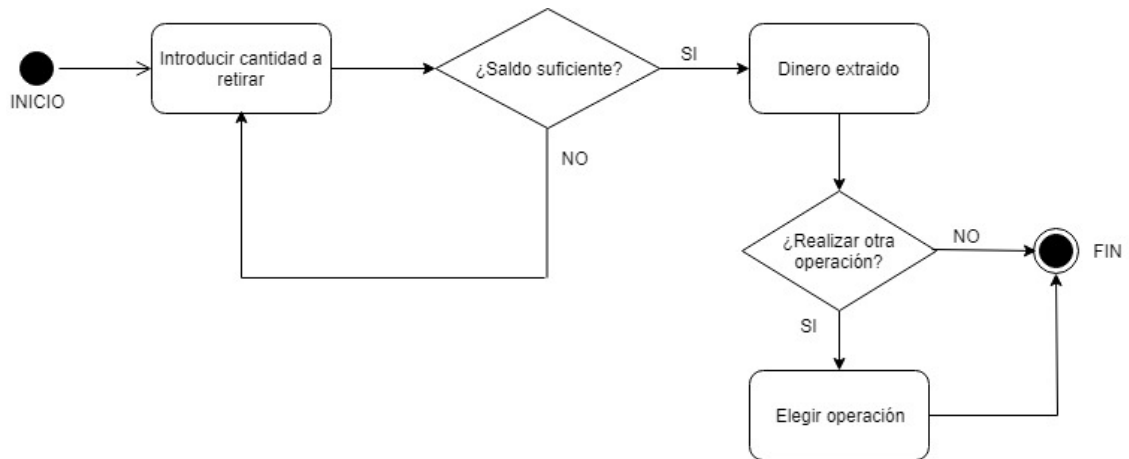 INICIO
Introducir cantidad a
retirar
¿Saldo suficiente?
SI
Dinero extraido
NO
¿Realizar otra
operación?
NO
FIN
SI
Elegir operación